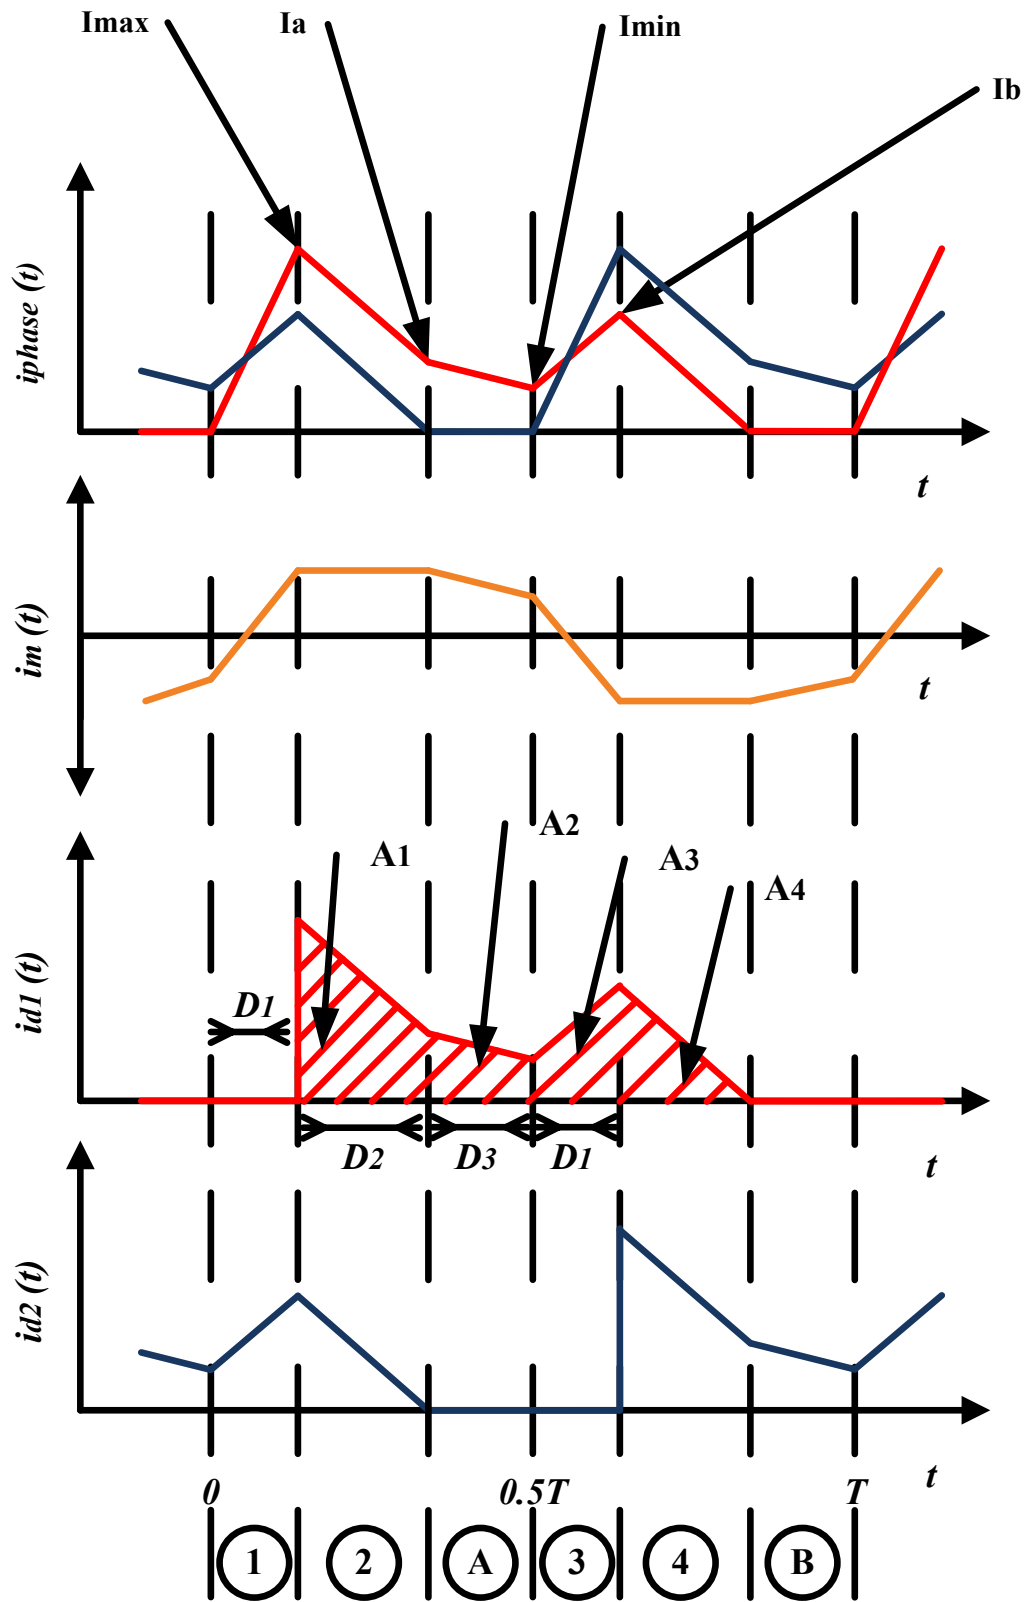 Imax
Ia
Imin
Ib
iphase (t)
t
im (t)
t
A1
A2
A3
A4
id1 (t)
D1
D2
D3
D1
t
id2 (t)
t
0
0.5T
T
1
2
A
3
4
B